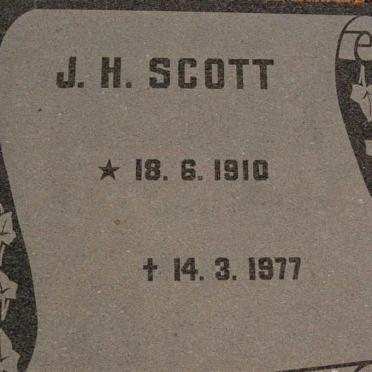 J. H. SCOTT
★ 18. 6. 1910
✝ 14. 3. 1977